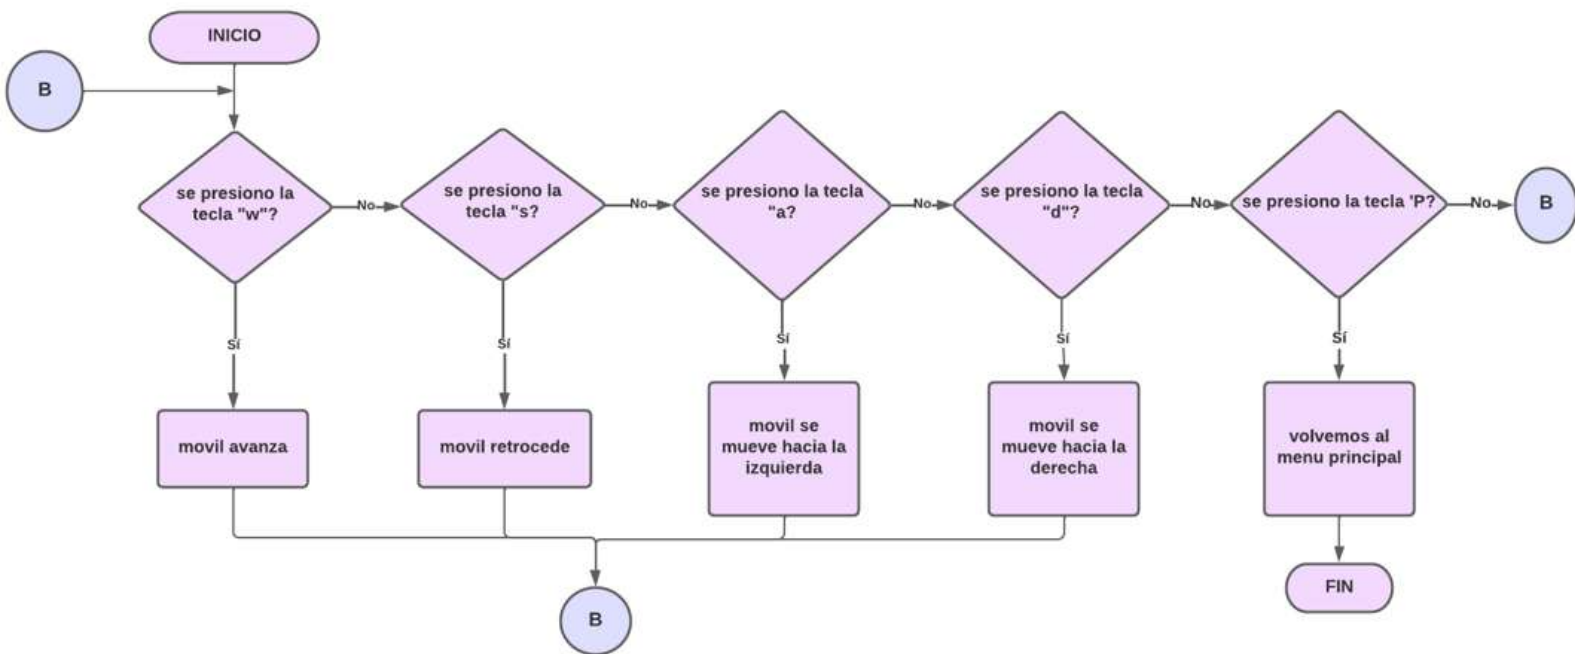 INICIO
B
se presiono la
tecla "w"?
No
se presiono la
tecla "s?
No
se presiono la tecla
"a?
No
se presiono la tecla
"d"?
No
se presiono la tecla 'P?
No
B
Sí
Sí
Sí
Sí
Sí
movil avanza
movil retrocede
movil se
mueve hacia la
izquierda
movil se
mueve hacia la
derecha
volvemos al
menu principal
B
FIN